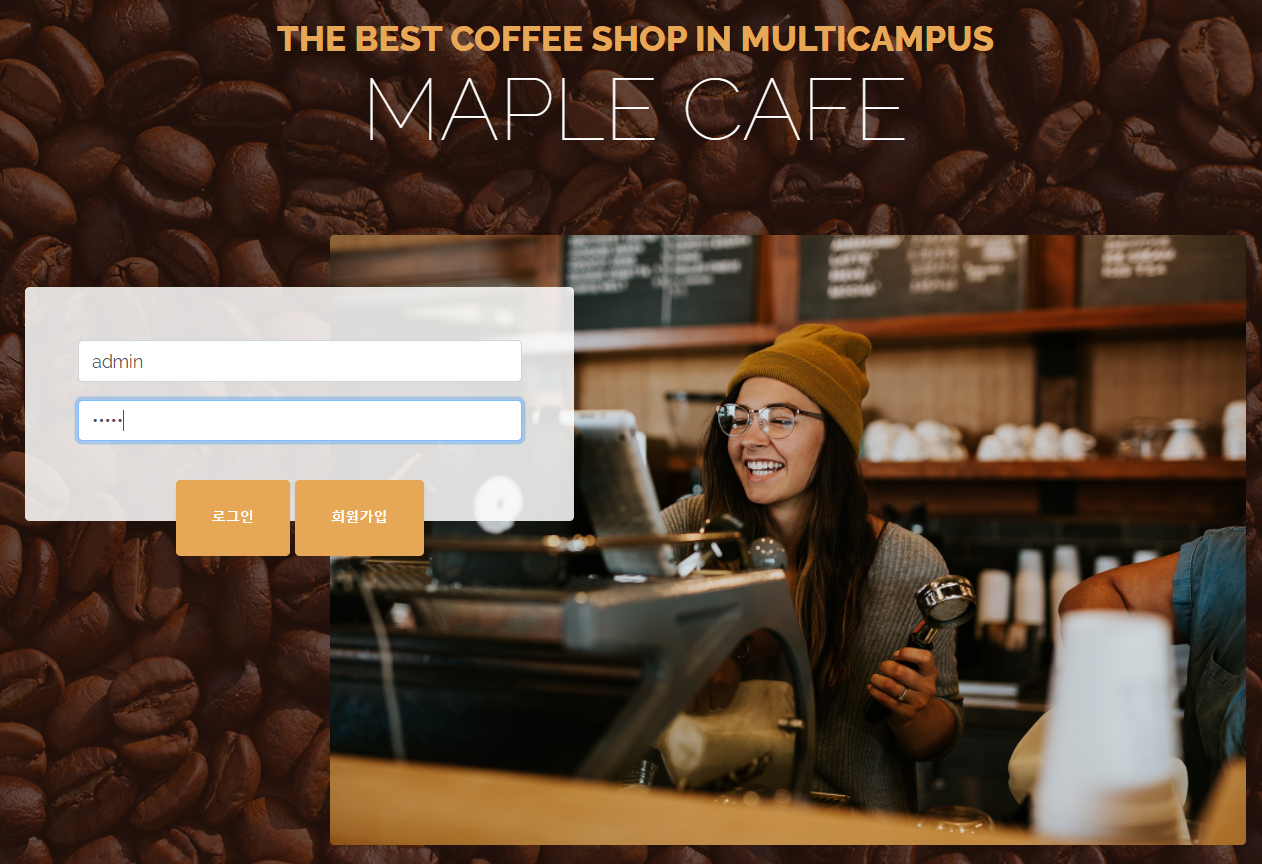 THE BEST COFFEE SHOP IN MULTICAMPUS
MAPLE CAFE
admin
•••••
로그인 회원가입